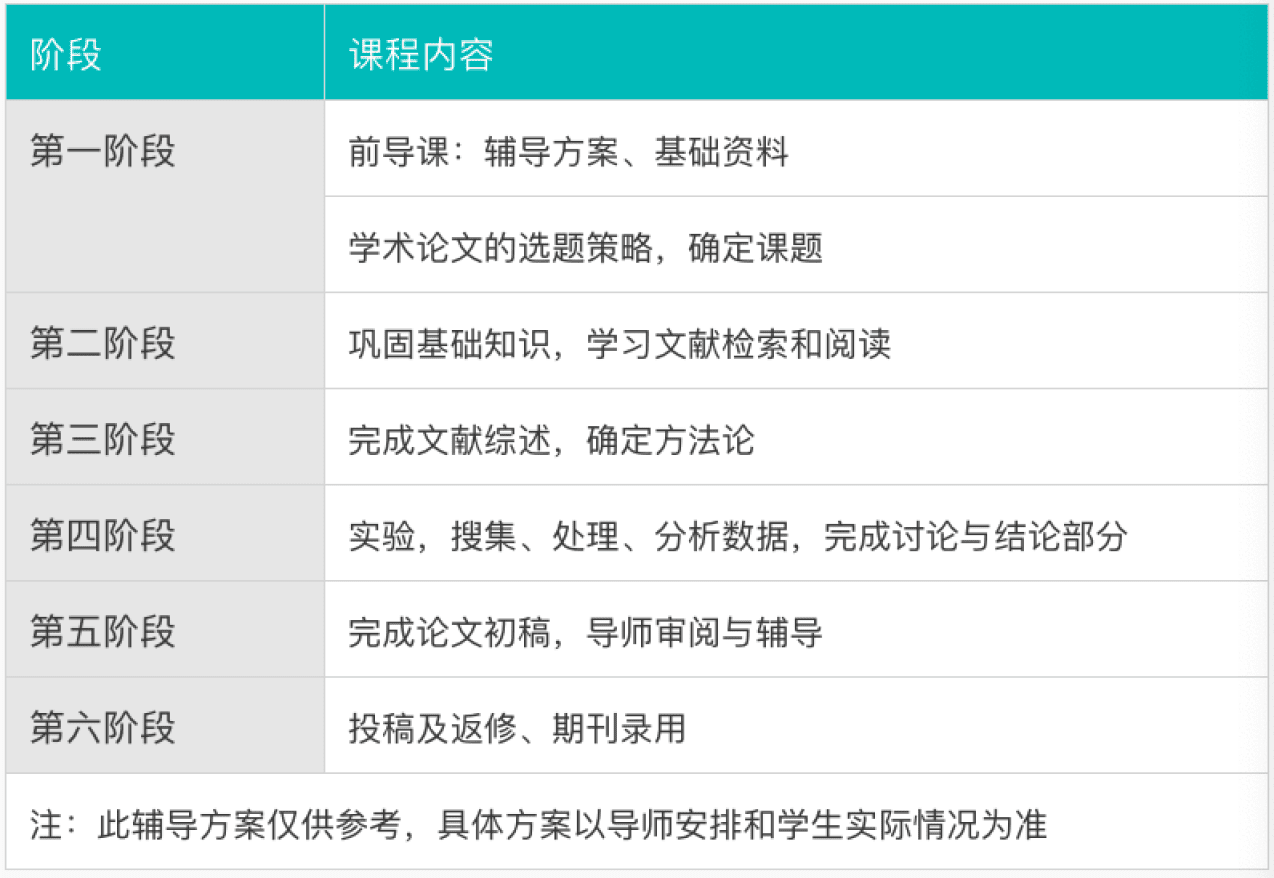 阶段
课程内容
第一阶段
前导课：辅导方案、基础资料
学术论文的选题策略，确定课题
第二阶段
巩固基础知识，学习文献检索和阅读
第三阶段
完成文献综述，确定方法论
第四阶段
实验，搜集、处理、分析数据，完成讨论与结论部分
第五阶段
完成论文初稿，导师审阅与辅导
第六阶段
投稿及返修、期刊录用
注：此辅导方案仅供参考，具体方案以导师安排和学生实际情况为准